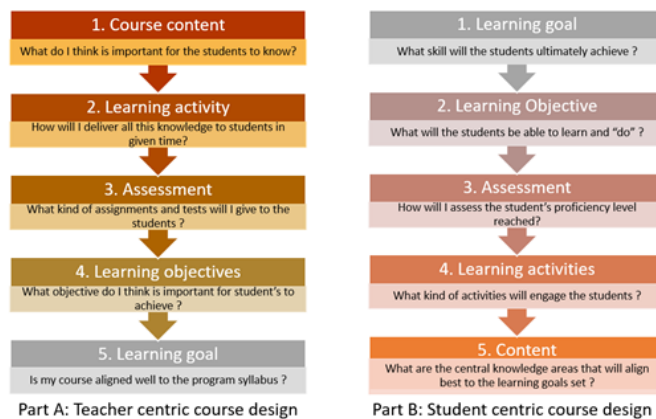 1. Course content
What do I think is important for the students to know?
2. Learning activity
How will I deliver all this knowledge to students in
given time?
3. Assessment
What kind of assignments and tests will I give to the
students ?
4. Learning objectives
What objective do I think is important for student's to
achieve ?
5. Learning goal
Is my course aligned well to the program syllabus ?
Part A: Teacher centric course design
1. Learning goal
What skill will the students ultimately achieve ?
2. Learning Objective
What will the students be able to learn and “do” ?
3. Assessment
How will I assess the student's proficiency level
reached?
4. Learning activities
What kind of activities will engage the students ?
5. Content
What are the central knowledge areas that will align
best to the learning goals set ?
Part B: Student centric course design